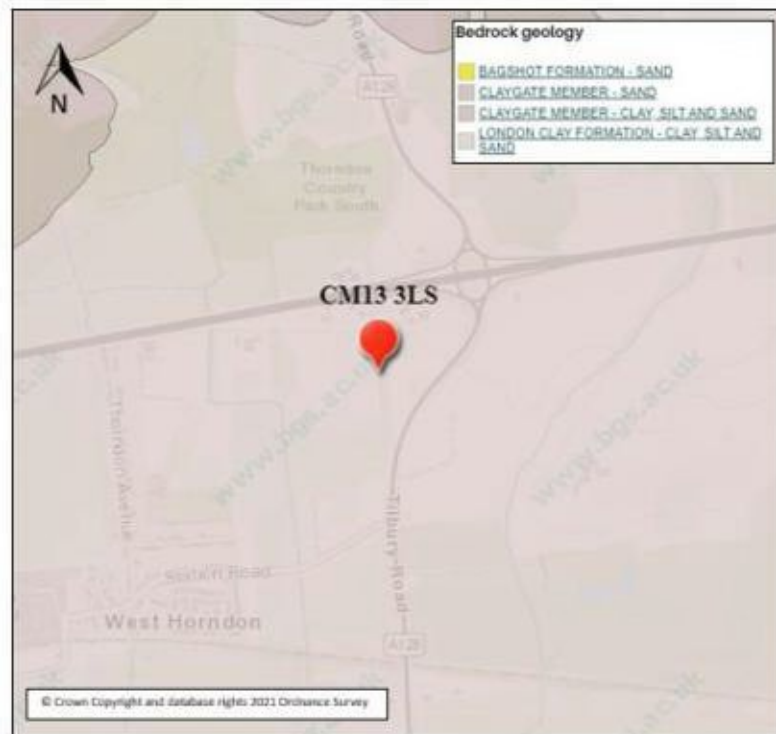 Bedrock geology
BAGSHOT FORMATION - SAND
CLAYGATE MEMBER - SAND
CLAYGATE MEMBER - CLAY, SILT AND SAND
LONDON CLAY FORMATION - CLAY, SILT AND
SAND
N
Road
A128
www.bgs.ac.uk
Thorndon
Country
Park South
CM13 3LS
Thorndon Avenue
www.bgs.ac.uk
www.bgs.ac.uk
Tilbury Road
Station Road
West Horndon
A128
© Crown Copyright and database rights 2021 Ordnance Survey